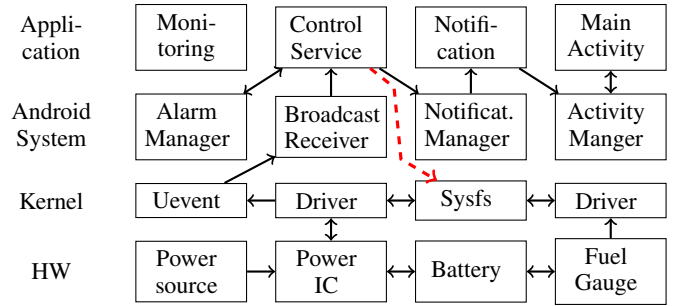 Appli-
cation
Moni-
toring
Control
Service
Notifi-
cation
Main
Activity
Android
System
Alarm
Manager
Broadcast
Receiver
Notificat.
Manager
Activity
Manger
Kernel
Uevent
Driver
Sysfs
Driver
HW
Power
source
Power
IC
Battery
Fuel
Gauge